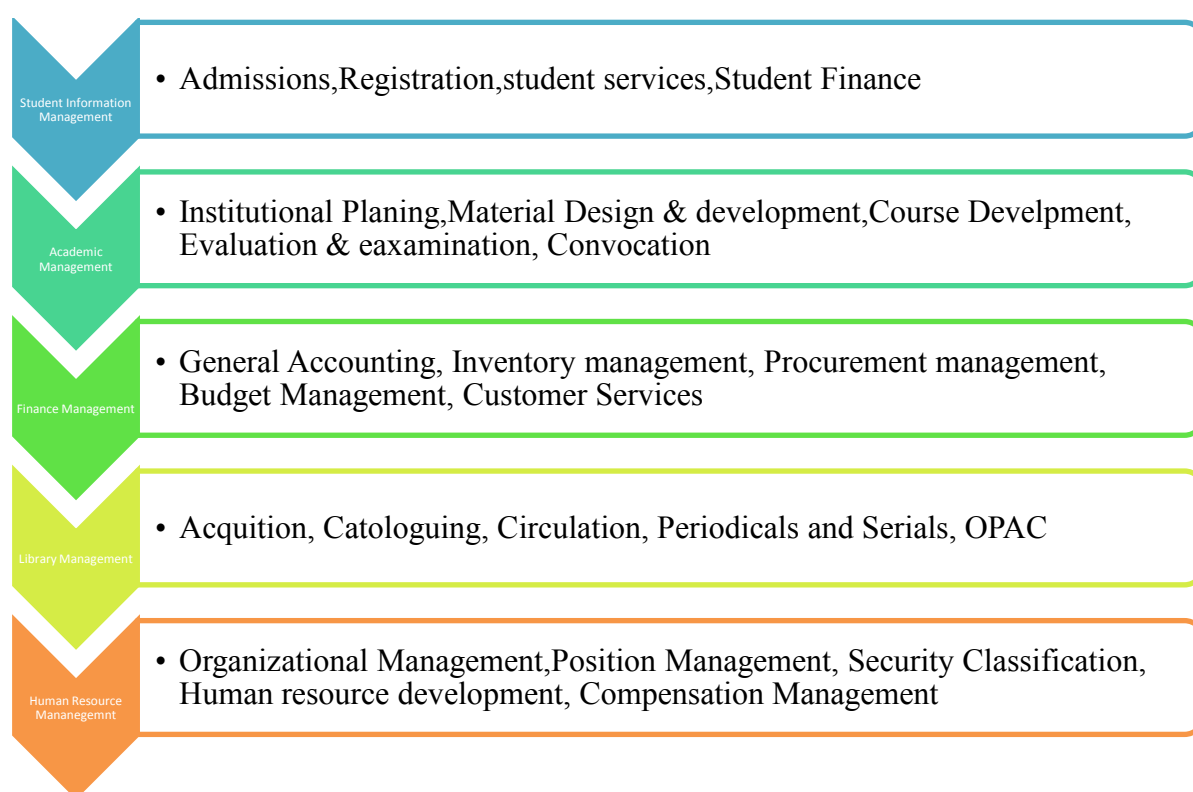 Student Information
Management
• Admissions,Registration,student services,Student Finance
Academic
Management
• Institutional Planing,Material Design & development,Course Develpment,
Evaluation & eaxamination, Convocation
Finance Management
• General Accounting, Inventory management, Procurement management,
Budget Management, Customer Services
Library Management
• Acquition, Catologuing, Circulation, Periodicals and Serials, OPAC
Human Resource
Mananegemnt
• Organizational Management,Position Management, Security Classification,
Human resource development, Compensation Management